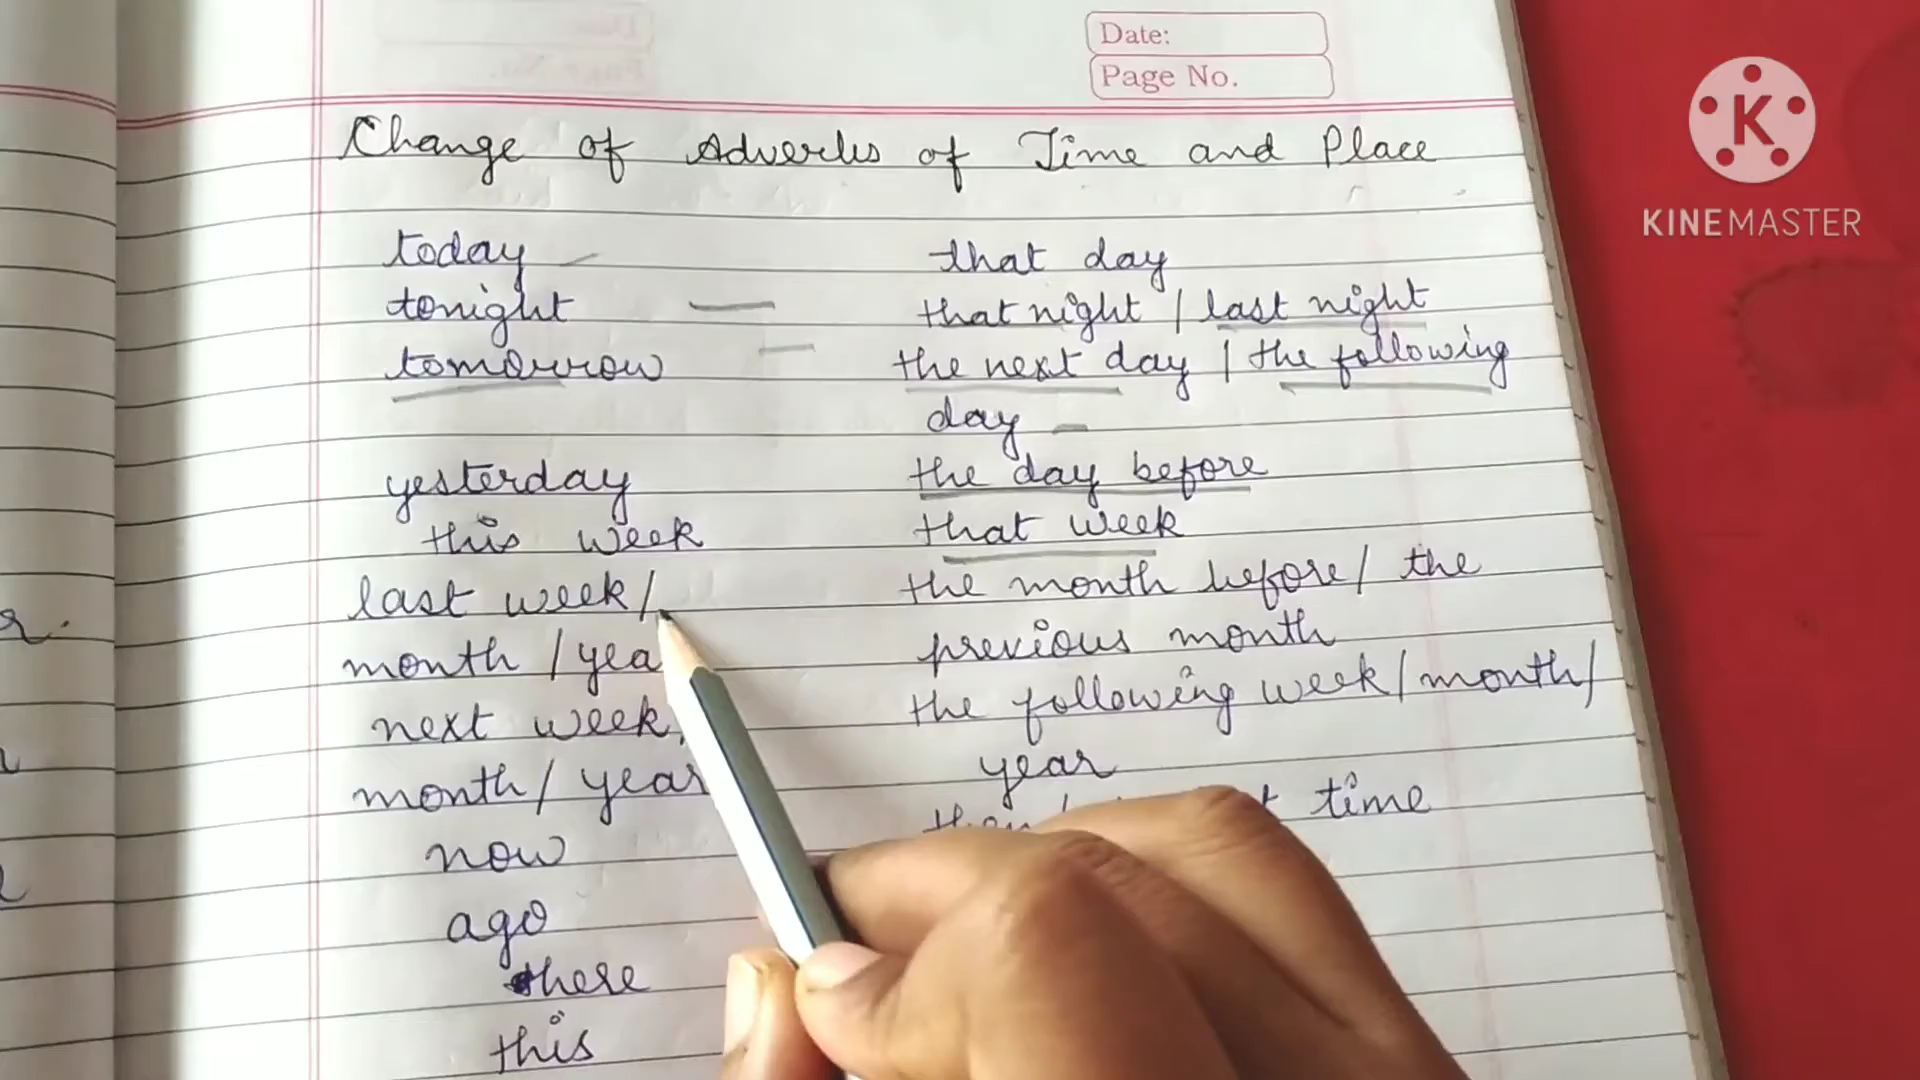 Date:
Page No.
KINEMASTER
Change of Adverbs of Time and Place
today that day
tonight that night / last night
tomorrow the next day / the following
day
yesterday the day before
this week that week
last week / the month before / the
month / previous month
next week the following week / month /
month / year year
now time
ago
here
this